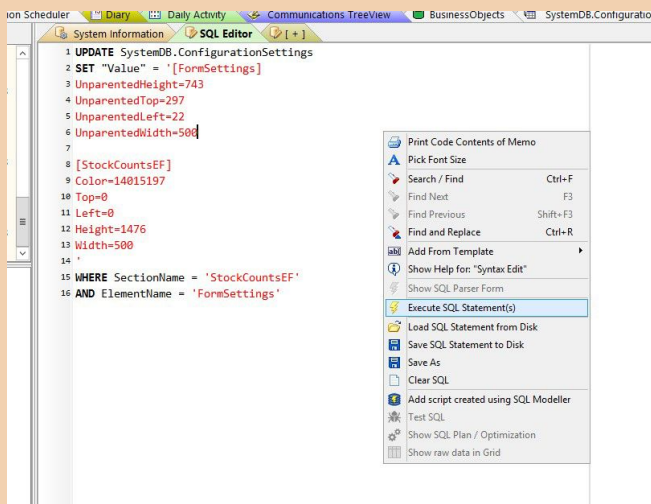 ion Scheduler Diary Daily Activity Communications TreeView BusinessObjects SystemDB.Configuratio
System Information SQL Editor [ + ]
1 UPDATE SystemDB.ConfigurationSettings
2 SET "Value" = '[FormSettings]
3 UnparentedHeight=743
4 UnparentedTop=297
5 UnparentedLeft=22
6 UnparentedWidth=500
7
8 [StockCountsEF]
9 Color=14015197
10 Top=0
11 Left=0
12 Height=1476
13 Width=500
14 '
15 WHERE SectionName = 'StockCountsEF'
16 AND ElementName = 'FormSettings'
Print Code Contents of Memo
Pick Font Size
Search / Find Ctrl+F
Find Next F3
Find Previous Shift+F3
Find and Replace Ctrl+R
Add From Template
Show Help for: "Syntax Edit"
Show SQL Parser Form
Execute SQL Statement(s)
Load SQL Statement from Disk
Save SQL Statement to Disk
Save As
Clear SQL
Add script created using SQL Modeller
Test SQL
Show SQL Plan / Optimization
Show raw data in Grid